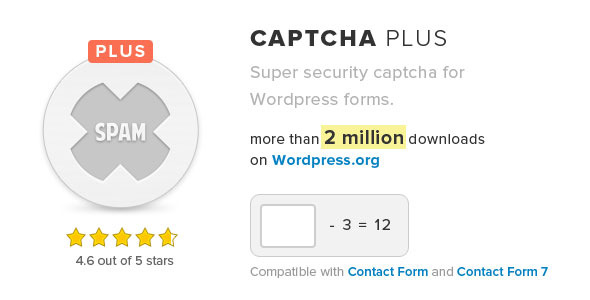 PLUS
SPAM
4.6 out of 5 stars
CAPTCHA PLUS
Super security captcha for
Wordpress forms.
more than 2 million downloads
on Wordpress.org
- 3 = 12
Compatible with Contact Form and Contact Form 7